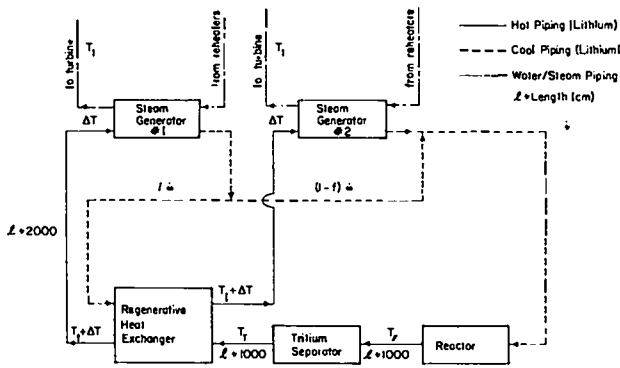 to turbine
T₁
from reheaters
to turbine
T₁
from reheaters
Hot Piping (Lithium)
Cool Piping (Lithium)
Water/Steam Piping
ℓ = Length (cm)
ΔT
Steam
Generator
#1
ΔT
Steam
Generator
#2
(1-f) ẇ
ℓ = 2000
Regenerative
Heat
Exchanger
T₁+ΔT
T₁+ΔT
ℓ = 1000
Tritium
Separator
ℓ = 1000
Reactor